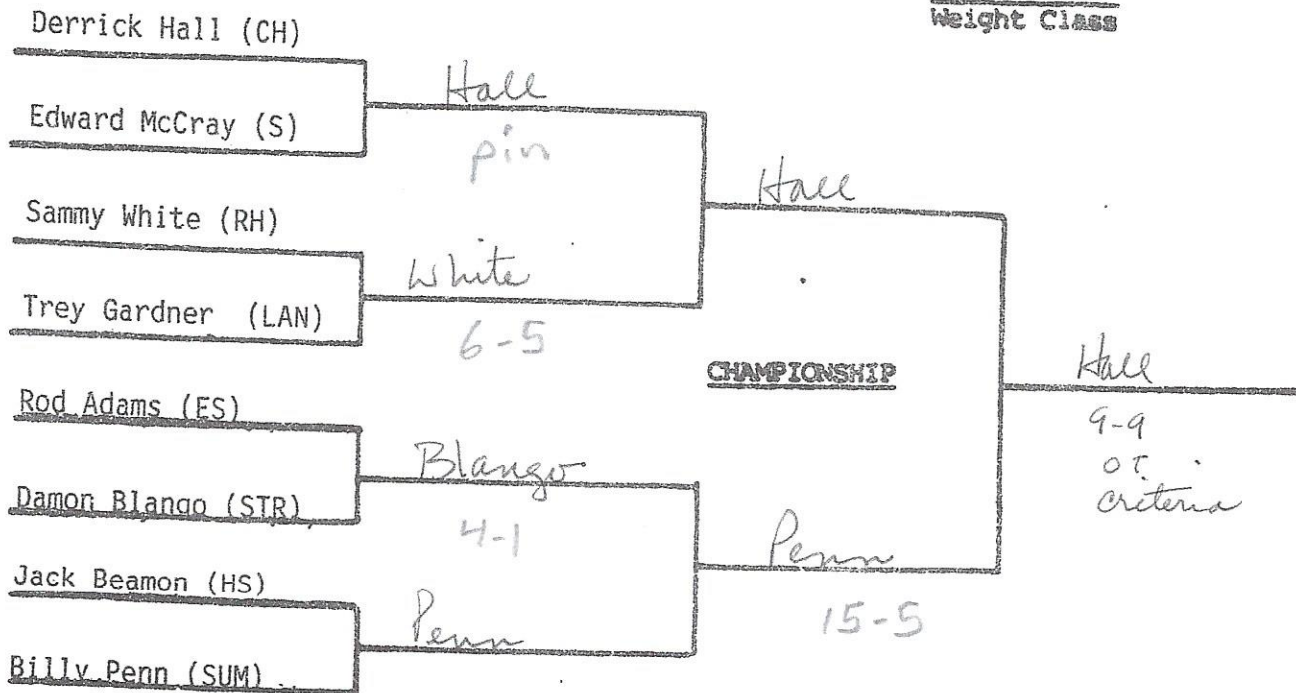 Weight Class
Derrick Hall (CH)
Hall
Edward McCray (S)
pin
Hall
Sammy White (RH)
White
Trey Gardner (LAN)
6-5
CHAMPIONSHIP
Hall
9-9
OT
criteria
Rod Adams (ES)
Blango
Damon Blango (STR)
4-1
Penn
15-5
Jack Beamon (HS)
Penn
Billy Penn (SUM)